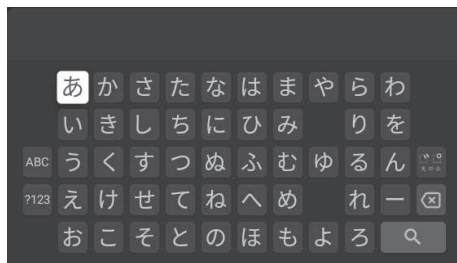 あ か さ た な は ま や ら わ
い き し ち に ひ み り を
ABC う く す つ ぬ ふ む ゆ る ん ゛゜ 大⇔小
?123 え け せ て ね へ め れ ー
お こ そ と の ほ も よ ろ